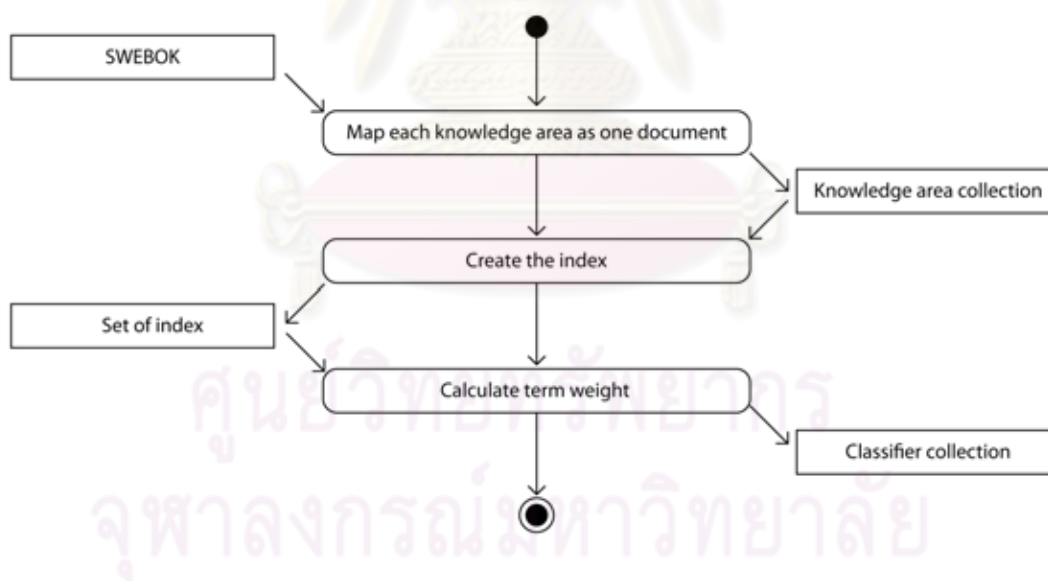 SWEBOK
Map each knowledge area as one document
Knowledge area collection
Create the index
Set of index
Calculate term weight
Classifier collection
ศูนย์วิทยทรัพยากร
จุฬาลงกรณ์มหาวิทยาลัย